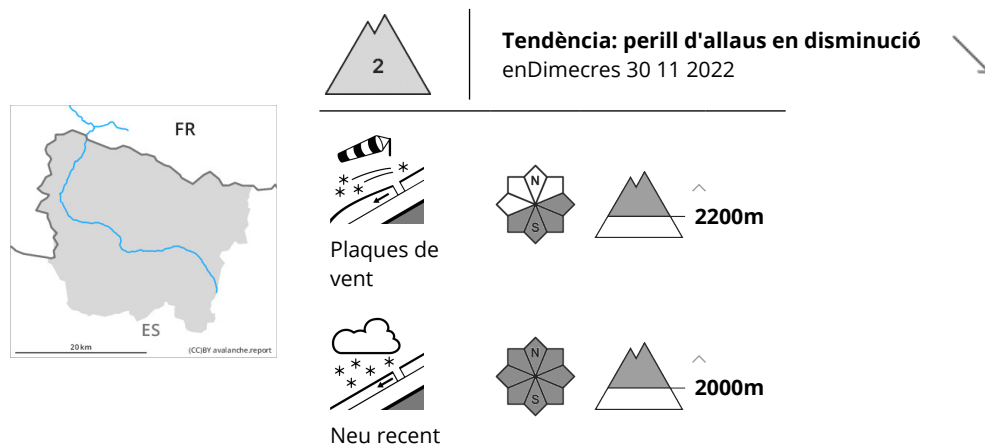 2
Tendència: perill d'allaus en disminució
enDimecres 30 11 2022
FR
ES
20 km
(CC)BY avalanche.report
N
S
2200m
Plaques de
vent
N
S
2000m
Neu recent